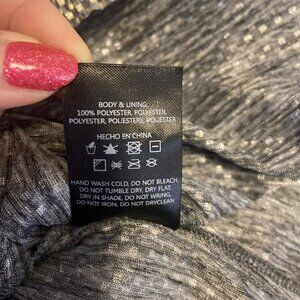 BODY & LINING;
100% POLYESTER, POLYESTER,
POLYESTER, POLIESTERE, POLIESTER
HECHO EN CHINA
HAND WASH COLD, DO NOT BLEACH,
DO NOT TUMBLE DRY, DRY FLAT,
DRY IN SHADE, DO NOT WRING,
DO NOT IRON, DO NOT DRYCLEAN